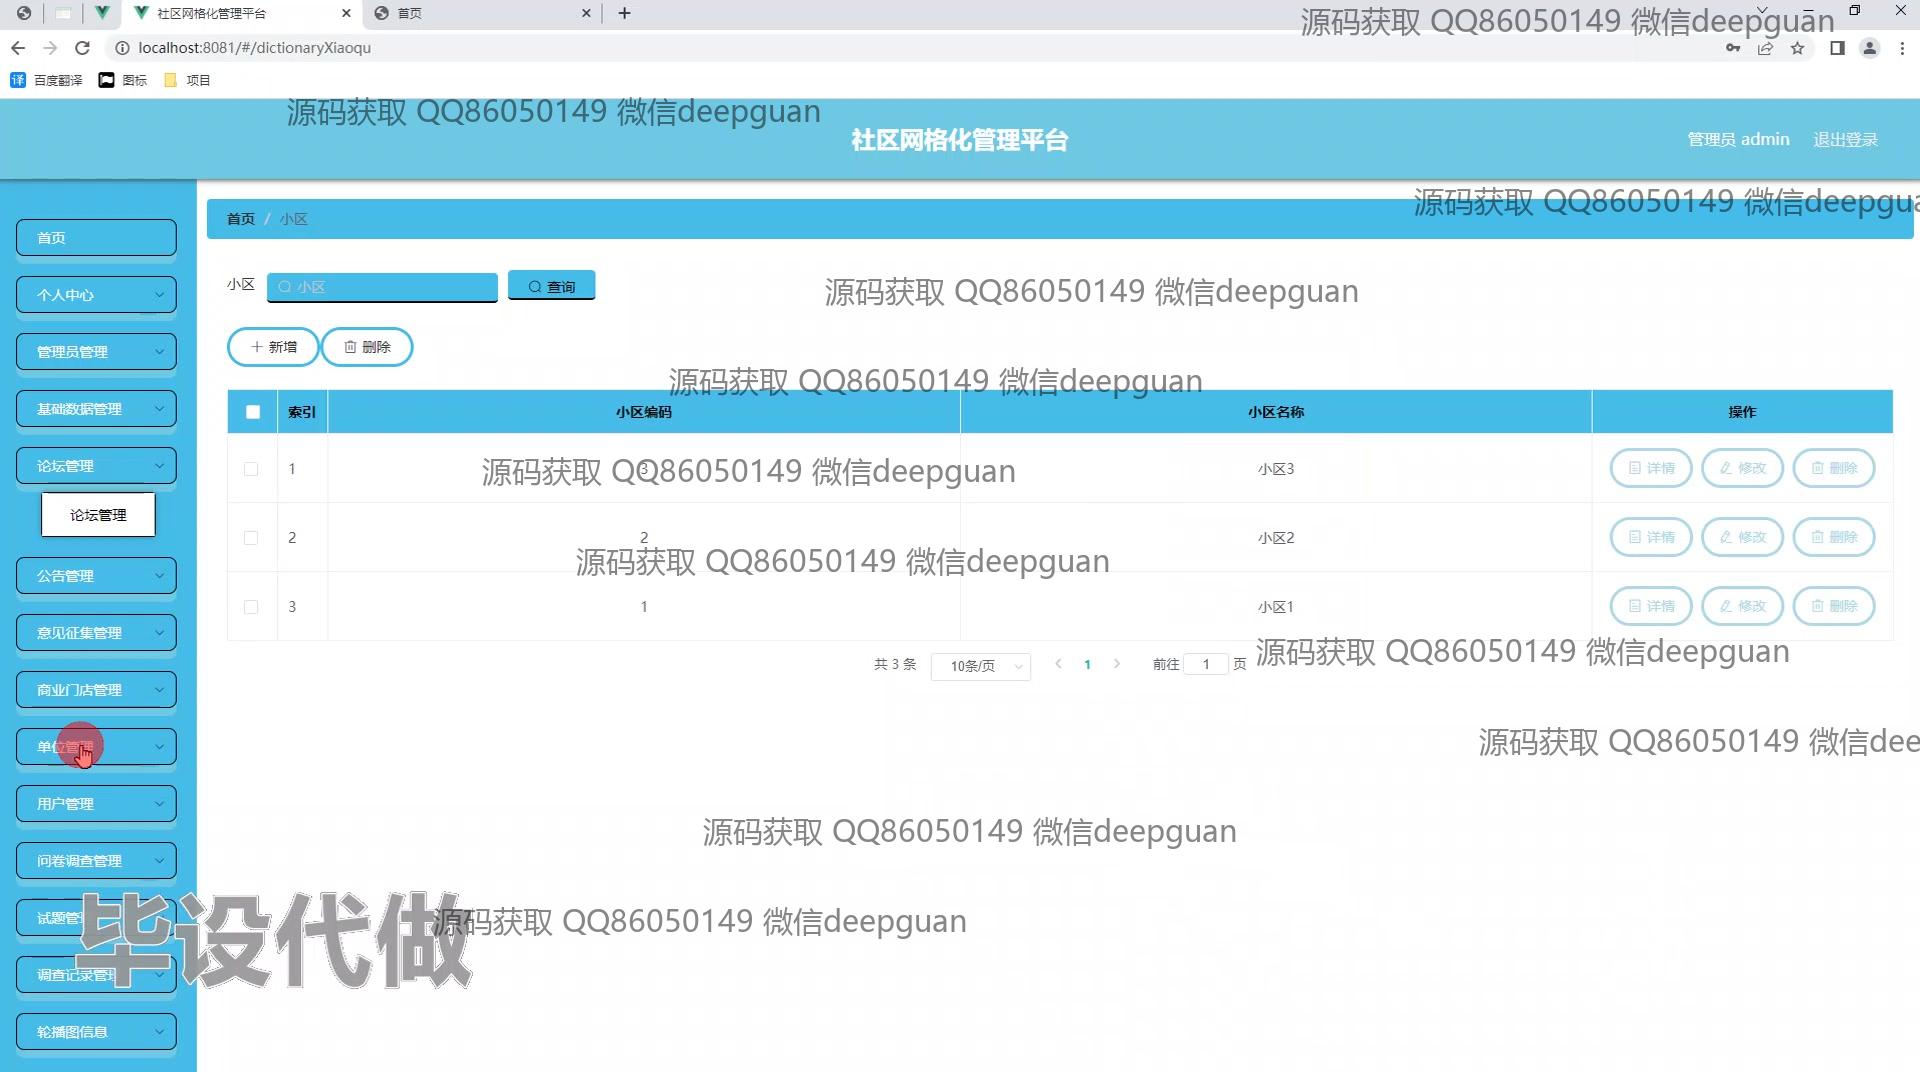 社区网格化管理平台
首页
源码获取 QQ86050149 微信deepguan
localhost:8081/#/dictionaryXiaoqu
百度翻译
图标
项目
源码获取 QQ86050149 微信deepguan
社区网格化管理平台
管理员 admin
退出登录
源码获取 QQ86050149 微信deepgua
首页 / 小区
首页
个人中心
管理员管理
基础数据管理
论坛管理
论坛管理
公告管理
意见征集管理
商业门店管理
单位管理
用户管理
问卷调查管理
试题管
调查记录管理
轮播图信息
小区
小区
查询
源码获取 QQ86050149 微信deepguan
新增
删除
源码获取 QQ86050149 微信deepguan
索引 小区编码 小区名称 操作
1 3 小区3 详情 修改 删除
源码获取 QQ86050149 微信deepguan
2 2 小区2 详情 修改 删除
源码获取 QQ86050149 微信deepguan
3 1 小区1 详情 修改 删除
共 3 条 10条/页 1 前往 1 页
源码获取 QQ86050149 微信deepguan
源码获取 QQ86050149 微信dee
源码获取 QQ86050149 微信deepguan
源码获取 QQ86050149 微信deepguan
毕设代做